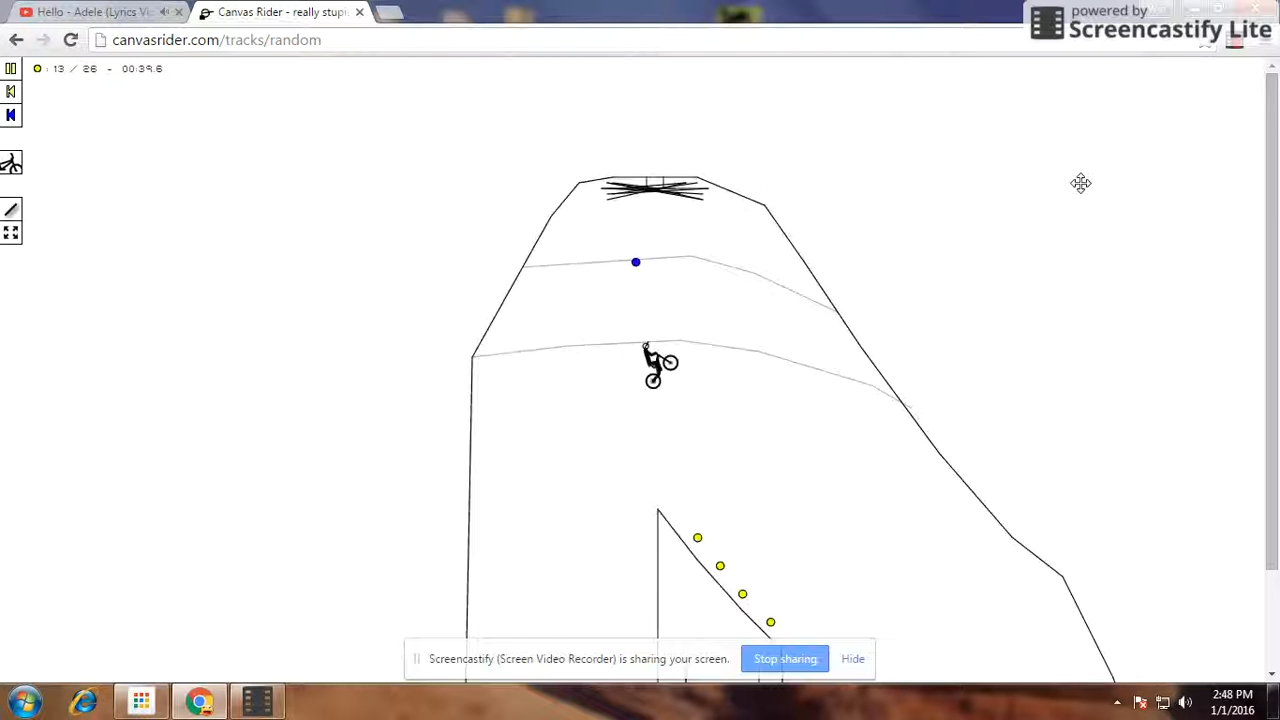 Hello - Adele (Lyrics Vi
Canvas Rider - really stupi
powered by
Screencastify Lite
canvasrider.com/tracks/random
: 13 / 26 - 00:39.6
Screencastify (Screen Video Recorder) is sharing your screen.
Stop sharing
Hide
2:48 PM
1/1/2016